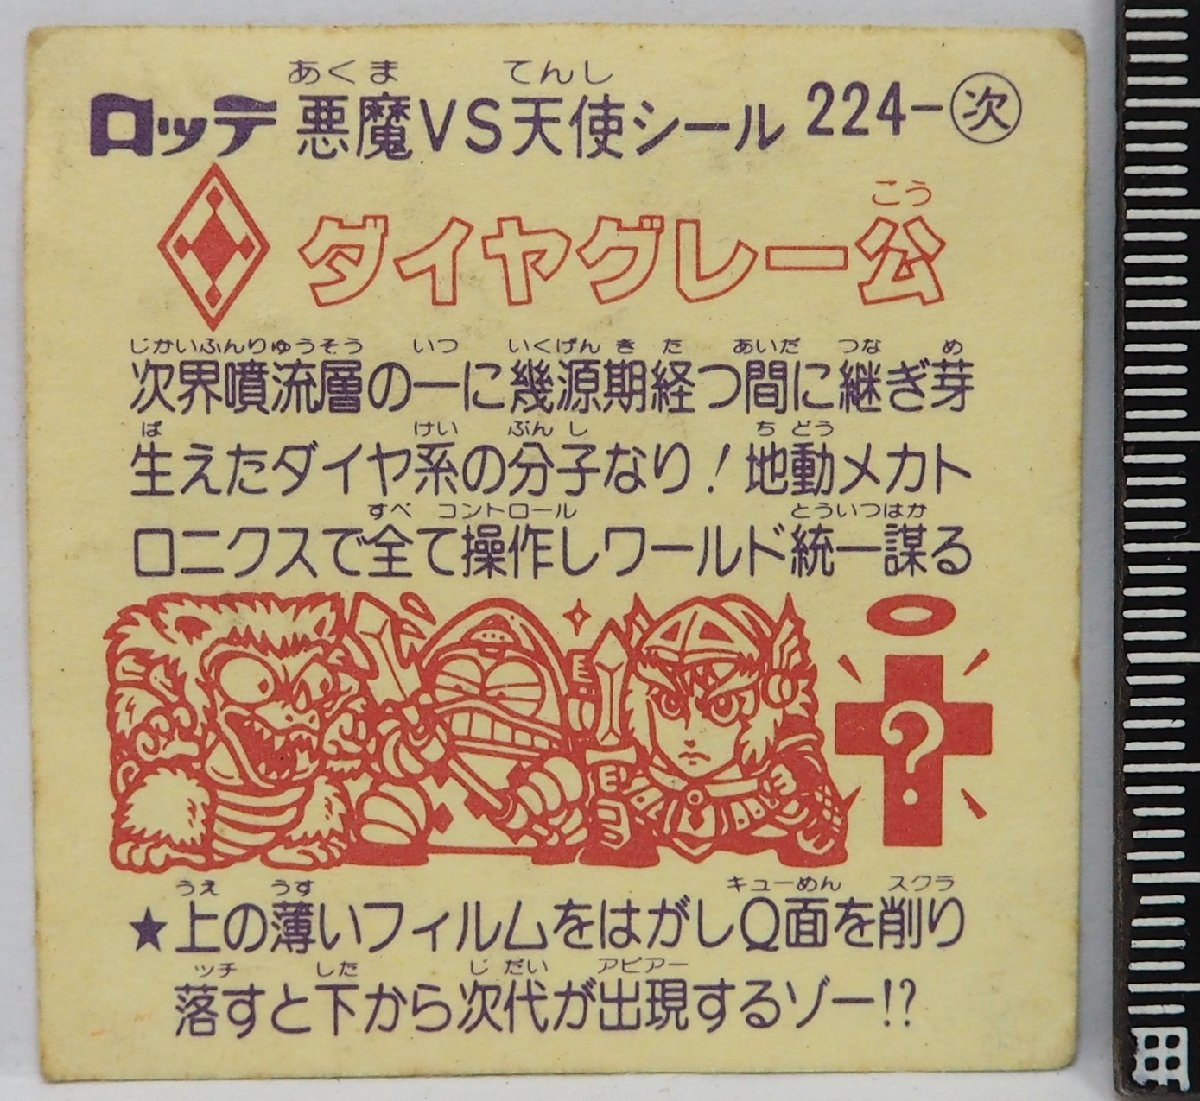 あくま てんし
ロッテ 悪魔VS天使シール 224-次
こう
ダイヤグレー公
じかいふんりゅうそう いつ いくげん き た あいだ つな め
次界噴流層の一に幾源期経つ間に継ぎ芽
ば けい ぶんし ちどう
生えたダイヤ系の分子なり!地動メカト
すべ コントロール とういつはか
ロニクスで全て操作しワールド統一謀る
?
うえ うす キューめん スクラ
★上の薄いフィルムをはがしQ面を削り
ッチ した じだい アピアー
落すと下から次代が出現するゾー!?